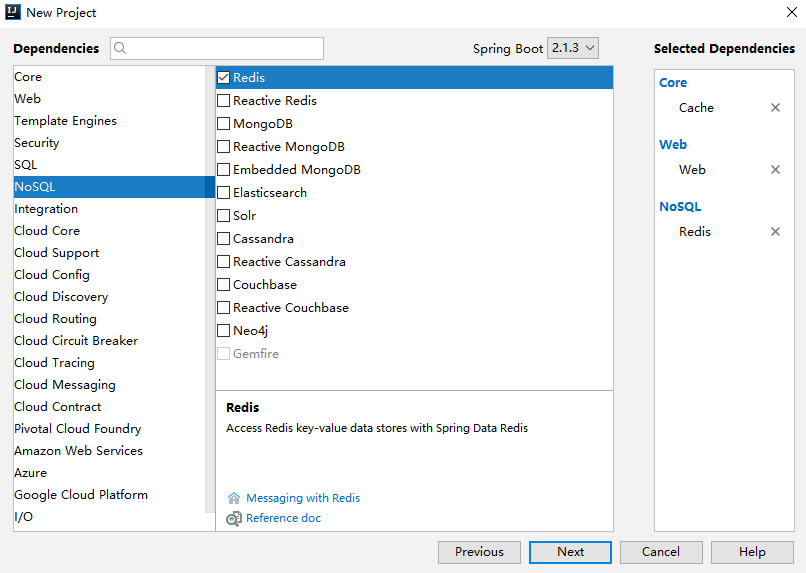 New Project
Dependencies
Spring Boot 2.1.3
Selected Dependencies
Core
Web
Template Engines
Security
SQL
NoSQL
Integration
Cloud Core
Cloud Support
Cloud Config
Cloud Discovery
Cloud Routing
Cloud Circuit Breaker
Cloud Tracing
Cloud Messaging
Cloud Contract
Pivotal Cloud Foundry
Amazon Web Services
Azure
Google Cloud Platform
I/O
Redis
Reactive Redis
MongoDB
Reactive MongoDB
Embedded MongoDB
Elasticsearch
Solr
Cassandra
Reactive Cassandra
Couchbase
Reactive Couchbase
Neo4j
Gemfire
Redis
Access Redis key-value data stores with Spring Data Redis
Messaging with Redis
Reference doc
Core
Cache
Web
Web
NoSQL
Redis
Previous
Next
Cancel
Help